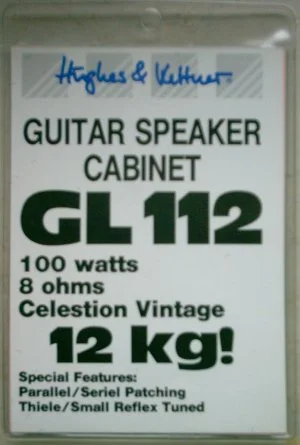 Hughes & Kettner
GUITAR SPEAKER
CABINET
GL 112
100 watts
8 ohms
Celestion Vintage
12 kg!
Special Features:
Parallel/Seriel Patching
Thiele/Small Reflex Tuned